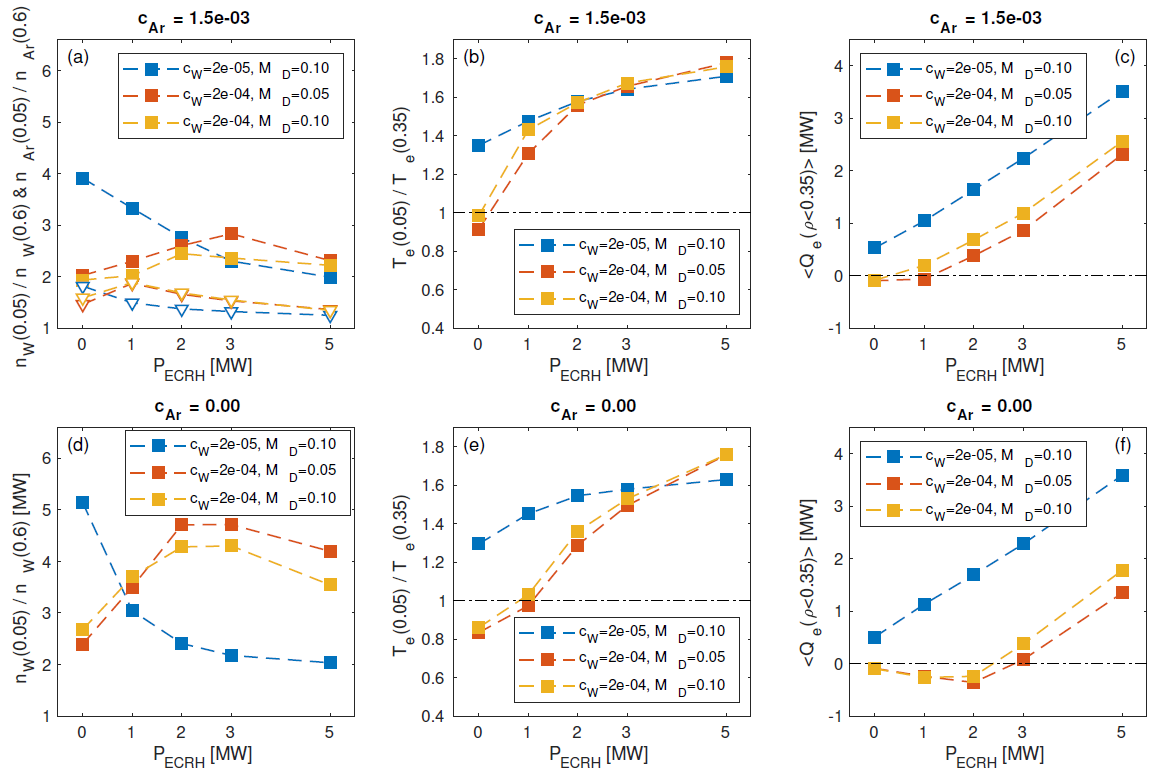 c_Ar = 1.5e-03
(a)
c_W=2e-05, M_D=0.10
c_W=2e-04, M_D=0.05
c_W=2e-04, M_D=0.10
n_W(0.05) / n_W(0.6) & n_Ar(0.05) / n_Ar(0.6)
6
5
4
3
2
1
0 1 2 3 5
P_ECRH [MW]
c_Ar = 1.5e-03
(b)
T_e(0.05) / T_e(0.35)
1.8
1.6
1.4
1.2
1
0.8
0.6
0.4
c_W=2e-05, M_D=0.10
c_W=2e-04, M_D=0.05
c_W=2e-04, M_D=0.10
0 1 2 3 5
P_ECRH [MW]
c_Ar = 1.5e-03
(c)
c_W=2e-05, M_D=0.10
c_W=2e-04, M_D=0.05
c_W=2e-04, M_D=0.10
<Q_e(ρ<0.35)> [MW]
4
3
2
1
0
-1
0 1 2 3 5
P_ECRH [MW]
c_Ar = 0.00
(d)
c_W=2e-05, M_D=0.10
c_W=2e-04, M_D=0.05
c_W=2e-04, M_D=0.10
n_W(0.05) / n_W(0.6) [MW]
6
5
4
3
2
1
0 1 2 3 5
P_ECRH [MW]
c_Ar = 0.00
(e)
T_e(0.05) / T_e(0.35)
1.8
1.6
1.4
1.2
1
0.8
0.6
0.4
c_W=2e-05, M_D=0.10
c_W=2e-04, M_D=0.05
c_W=2e-04, M_D=0.10
0 1 2 3 5
P_ECRH [MW]
c_Ar = 0.00
(f)
c_W=2e-05, M_D=0.10
c_W=2e-04, M_D=0.05
c_W=2e-04, M_D=0.10
<Q_e(ρ<0.35)> [MW]
4
3
2
1
0
-1
0 1 2 3 5
P_ECRH [MW]